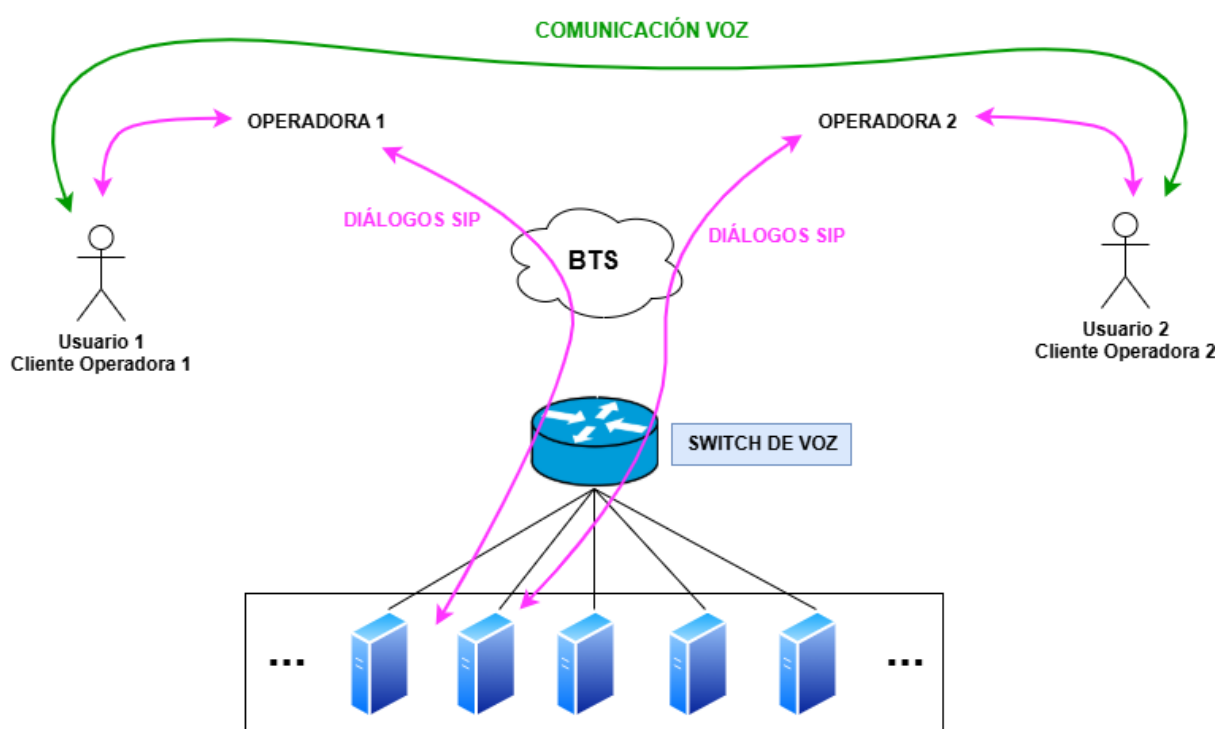 COMUNICACIÓN VOZ
OPERADORA 1
OPERADORA 2
DIÁLOGOS SIP
DIÁLOGOS SIP
BTS
Usuario 1
Cliente Operadora 1
Usuario 2
Cliente Operadora 2
SWITCH DE VOZ
...
...